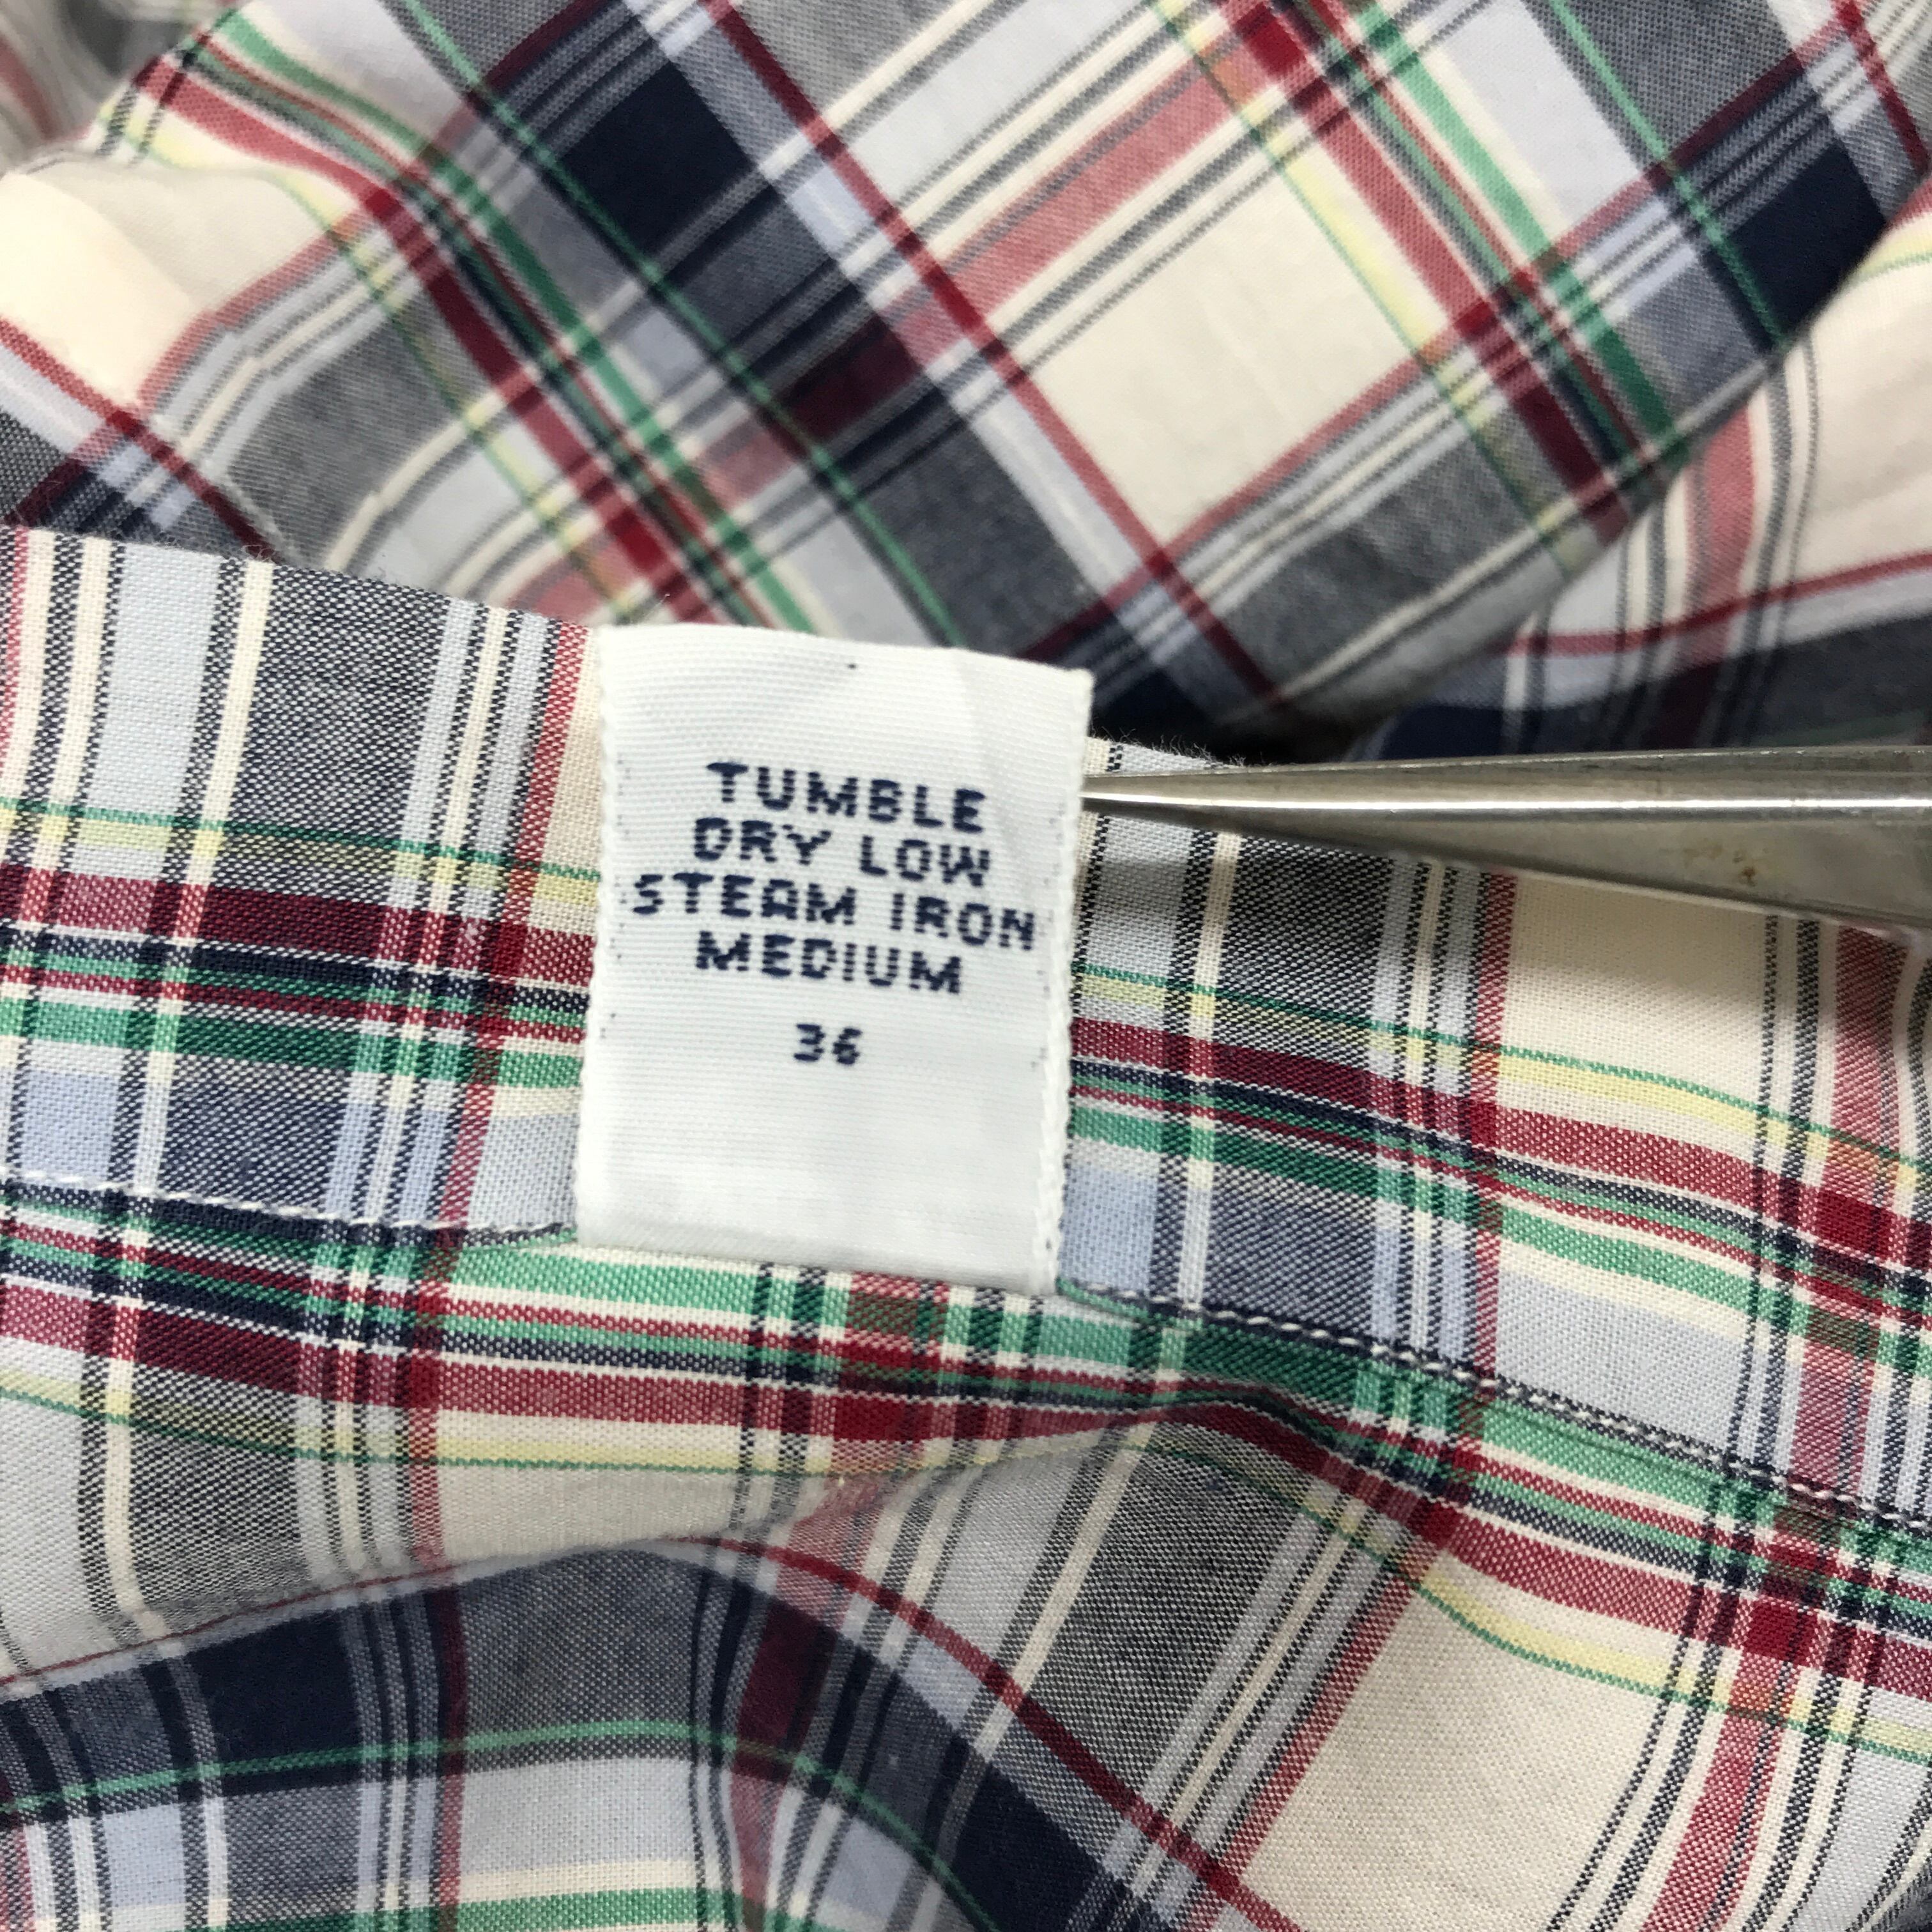 TUMBLE
DRY LOW
STEAM IRON
MEDIUM
36